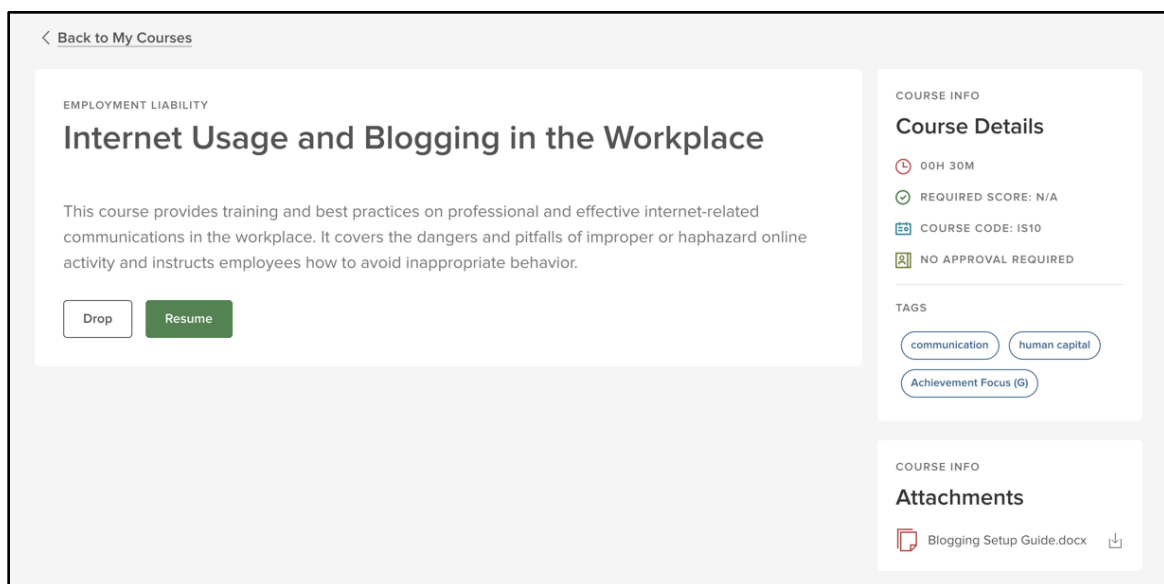 Back to My Courses
EMPLOYMENT LIABILITY
Internet Usage and Blogging in the Workplace
This course provides training and best practices on professional and effective internet-related
communications in the workplace. It covers the dangers and pitfalls of improper or haphazard online
activity and instructs employees how to avoid inappropriate behavior.
Drop
Resume
COURSE INFO
Course Details
00H 30M
REQUIRED SCORE: N/A
COURSE CODE: IS10
NO APPROVAL REQUIRED
TAGS
communication
human capital
Achievement Focus (G)
COURSE INFO
Attachments
Blogging Setup Guide.docx